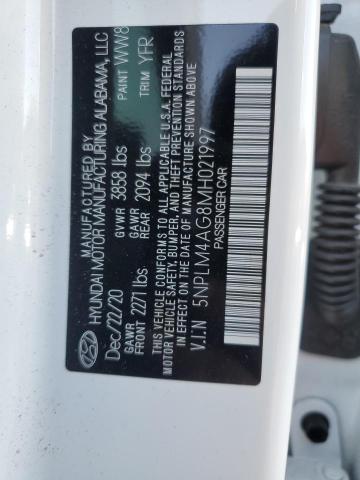 MANUFACTURED BY
HYUNDAI MOTOR MANUFACTURING ALABAMA, LLC
Dec/22/20 GVWR 3858 lbs PAINT WW8
GAWR FRONT 2271 lbs GAWR REAR 2094 lbs TRIM YFR
THIS VEHICLE CONFORMS TO ALL APPLICABLE U.S.A. FEDERAL
MOTOR VEHICLE SAFETY, BUMPER, AND THEFT PREVENTION STANDARDS
IN EFFECT ON THE DATE OF MANUFACTURE SHOWN ABOVE
V.I.N 5NPLM4AG8MH021997
PASSENGER CAR